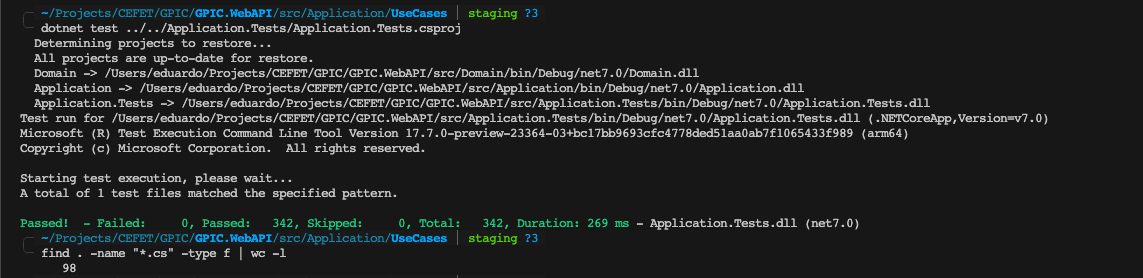 ~/Projects/CEFET/GPIC/GPIC.WebAPI/src/Application/UseCases | staging ?3
dotnet test ../../Application.Tests/Application.Tests.csproj
Determining projects to restore...
All projects are up-to-date for restore.
Domain -> /Users/eduardo/Projects/CEFET/GPIC/GPIC.WebAPI/src/Domain/bin/Debug/net7.0/Domain.dll
Application -> /Users/eduardo/Projects/CEFET/GPIC/GPIC.WebAPI/src/Application/bin/Debug/net7.0/Application.dll
Application.Tests -> /Users/eduardo/Projects/CEFET/GPIC/GPIC.WebAPI/src/Application.Tests/bin/Debug/net7.0/Application.Tests.dll
Test run for /Users/eduardo/Projects/CEFET/GPIC/GPIC.WebAPI/src/Application.Tests/bin/Debug/net7.0/Application.Tests.dll (.NETCoreApp,Version=v7.0)
Microsoft (R) Test Execution Command Line Tool Version 17.7.0-preview-23364-03+bc17bb9693cfc4778ded51aa0ab7f1065433f989 (arm64)
Copyright (c) Microsoft Corporation.  All rights reserved.
Starting test execution, please wait...
A total of 1 test files matched the specified pattern.
Passed!  - Failed:     0, Passed:   342, Skipped:     0, Total:   342, Duration: 269 ms - Application.Tests.dll (net7.0)
~/Projects/CEFET/GPIC/GPIC.WebAPI/src/Application/UseCases | staging ?3
find . -name "*.cs" -type f | wc -l
98